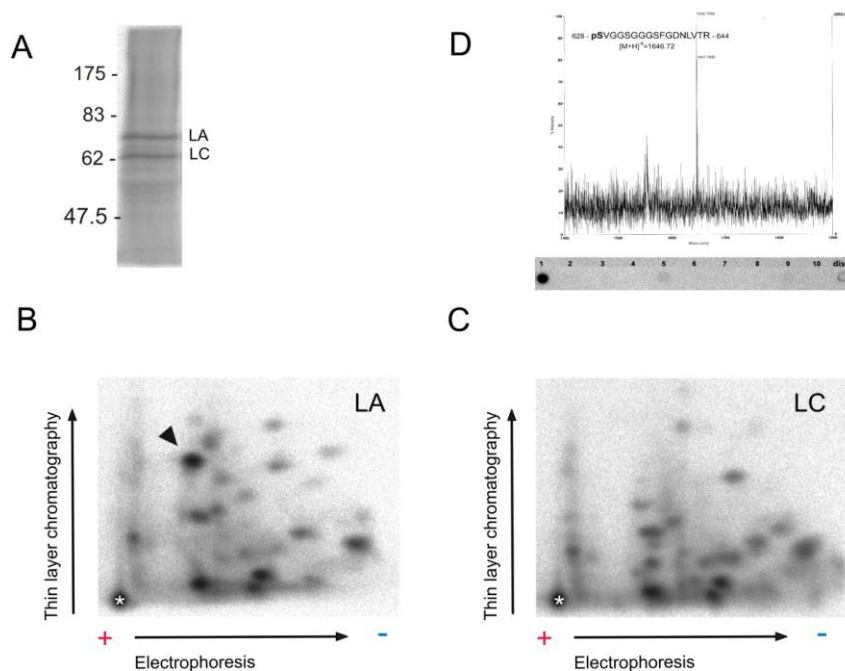 A
175 -
83 -
62 -
47.5 -
LA
LC
D
628 - pSVGGSGGGSFGDNLVTR - 644
[M+H]+=1646.72
1 2 3 4 5 6 7 8 9 10 dis
B
LA
Thin layer chromatography
*
+ -
Electrophoresis
C
LC
Thin layer chromatography
*
+ -
Electrophoresis